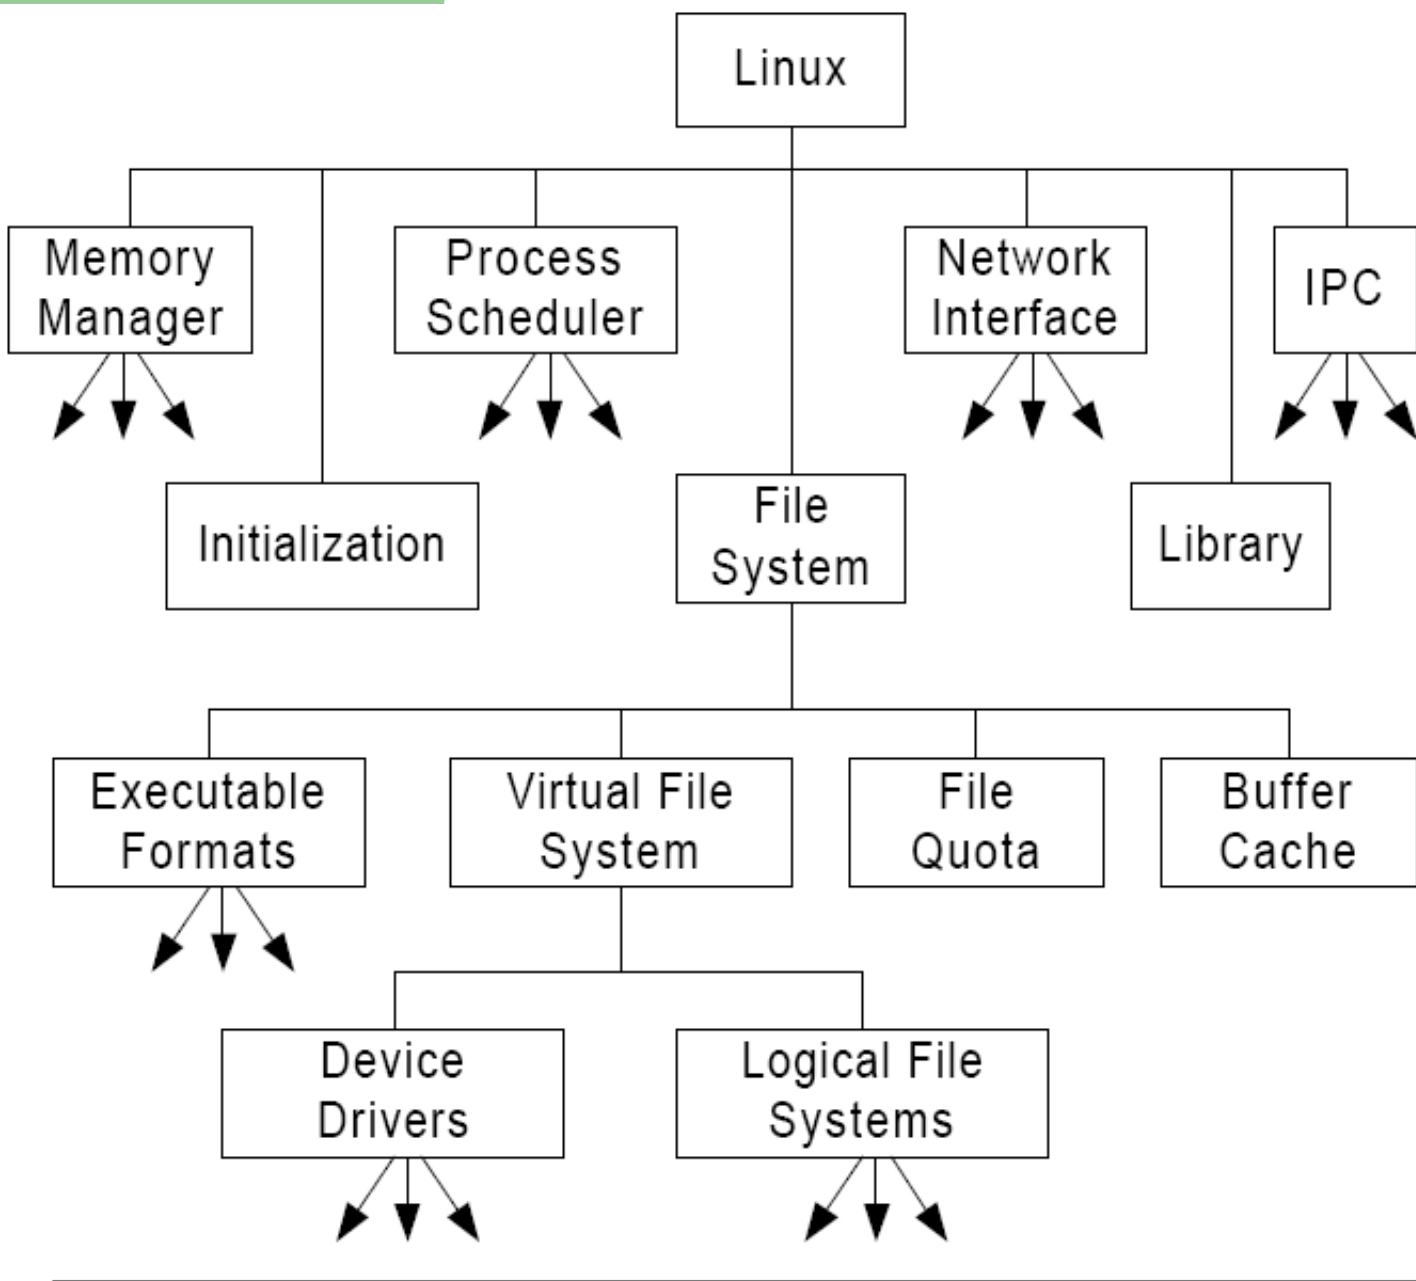 Linux
Memory
Manager
Process
Scheduler
Network
Interface
IPC
Initialization
File
System
Library
Executable
Formats
Virtual File
System
File
Quota
Buffer
Cache
Device
Drivers
Logical File
Systems